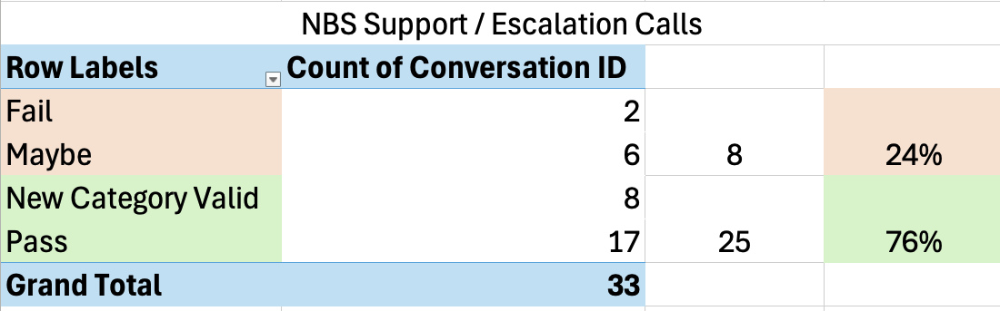 NBS Support / Escalation Calls
Row Labels Count of Conversation ID
Fail 2
Maybe 6 8 24%
New Category Valid 8
Pass 17 25 76%
Grand Total 33